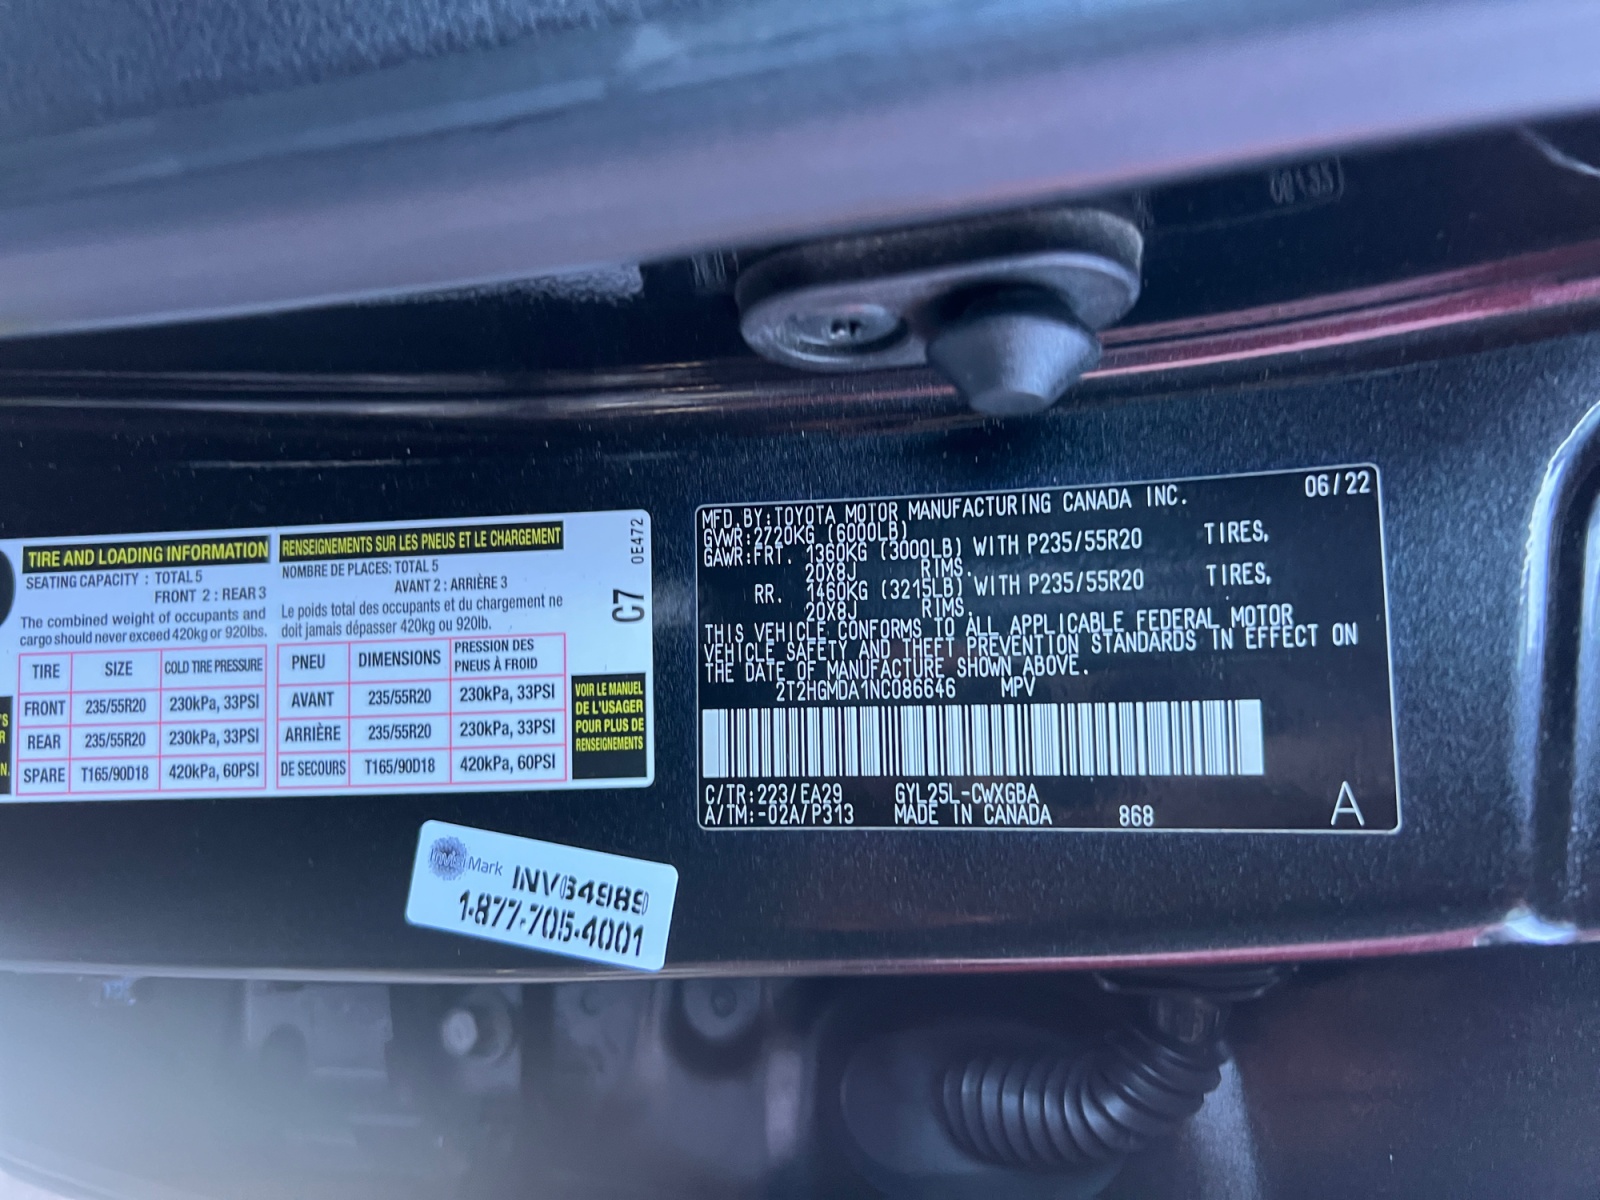 TIRE AND LOADING INFORMATION
SEATING CAPACITY : TOTAL 5
FRONT 2 : REAR 3
The combined weight of occupants and
cargo should never exceed 420kg or 920lbs.
TIRE SIZE COLD TIRE PRESSURE
FRONT 235/55R20 230kPa, 33PSI
REAR 235/55R20 230kPa, 33PSI
SPARE T165/90D18 420kPa, 60PSI
RENSEIGNEMENTS SUR LES PNEUS ET LE CHARGEMENT
NOMBRE DE PLACES: TOTAL 5
AVANT 2 : ARRIÈRE 3
Le poids total des occupants et du chargement ne
doit jamais dépasser 420kg ou 920lb.
PNEU DIMENSIONS PRESSION DES
PNEUS À FROID
AVANT 235/55R20 230kPa, 33PSI
ARRIÈRE 235/55R20 230kPa, 33PSI
DE SECOURS T165/90D18 420kPa, 60PSI
0E472
C7
VOIR LE MANUEL
DE L'USAGER
POUR PLUS DE
RENSEIGNEMENTS
06/22
MFD.BY:TOYOTA MOTOR MANUFACTURING CANADA INC.
GVWR:2720KG (6000LB)
GAWR:FRT. 1360KG (3000LB) WITH P235/55R20 TIRES,
20X8J RIMS.
RR. 1460KG (3215LB) WITH P235/55R20 TIRES,
20X8J RIMS.
THIS VEHICLE CONFORMS TO ALL APPLICABLE FEDERAL MOTOR
VEHICLE SAFETY AND THEFT PREVENTION STANDARDS IN EFFECT ON
THE DATE OF MANUFACTURE SHOWN ABOVE.
2T2HGMDA1NC086646 MPV
C/TR:223/EA29 GYL25L-CWXGBA
A/TM:-02A/P313 MADE IN CANADA 868
A
InvisiMark INV64989
1-877-705-4001